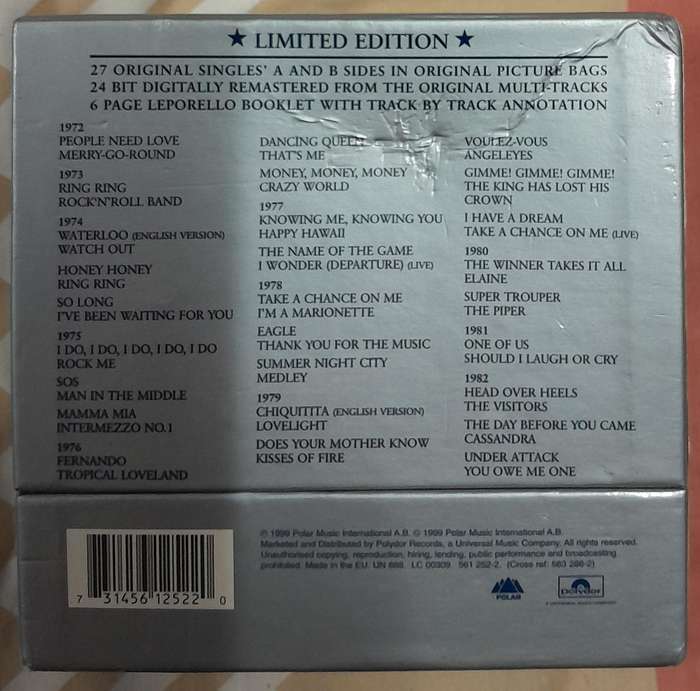 ★ LIMITED EDITION ★
27 ORIGINAL SINGLES' A AND B SIDES IN ORIGINAL PICTURE BAGS
24 BIT DIGITALLY REMASTERED FROM THE ORIGINAL MULTI-TRACKS
6 PAGE LEPORELLO BOOKLET WITH TRACK BY TRACK ANNOTATION
1972
PEOPLE NEED LOVE
MERRY-GO-ROUND
1973
RING RING
ROCK'N'ROLL BAND
1974
WATERLOO (ENGLISH VERSION)
WATCH OUT
HONEY HONEY
RING RING
SO LONG
I'VE BEEN WAITING FOR YOU
1975
I DO, I DO, I DO, I DO, I DO
ROCK ME
SOS
MAN IN THE MIDDLE
MAMMA MIA
INTERMEZZO NO.1
1976
FERNANDO
TROPICAL LOVELAND
DANCING QUEEN
THAT'S ME
MONEY, MONEY, MONEY
CRAZY WORLD
1977
KNOWING ME, KNOWING YOU
HAPPY HAWAII
THE NAME OF THE GAME
I WONDER (DEPARTURE) (LIVE)
1978
TAKE A CHANCE ON ME
I'M A MARIONETTE
EAGLE
THANK YOU FOR THE MUSIC
SUMMER NIGHT CITY
MEDLEY
1979
CHIQUITITA (ENGLISH VERSION)
LOVELIGHT
DOES YOUR MOTHER KNOW
KISSES OF FIRE
VOULEZ-VOUS
ANGELEYES
GIMME! GIMME! GIMME!
THE KING HAS LOST HIS
CROWN
I HAVE A DREAM
TAKE A CHANCE ON ME (LIVE)
1980
THE WINNER TAKES IT ALL
ELAINE
SUPER TROUPER
THE PIPER
1981
ONE OF US
SHOULD I LAUGH OR CRY
1982
HEAD OVER HEELS
THE VISITORS
THE DAY BEFORE YOU CAME
CASSANDRA
UNDER ATTACK
YOU OWE ME ONE
7 31456 12522 0
℗ 1999 Polar Music International A.B. © 1999 Polar Music International A.B.
Marketed and Distributed by Polydor Records, a Universal Music Company. All rights reserved.
Unauthorised copying, reproduction, hiring, lending, public performance and broadcasting
prohibited. Made in the EU. UN 688. LC 00309 561 252-2. (Cross ref: 563 286-2)
POLAR
polydor
A UNIVERSAL MUSIC COMPANY